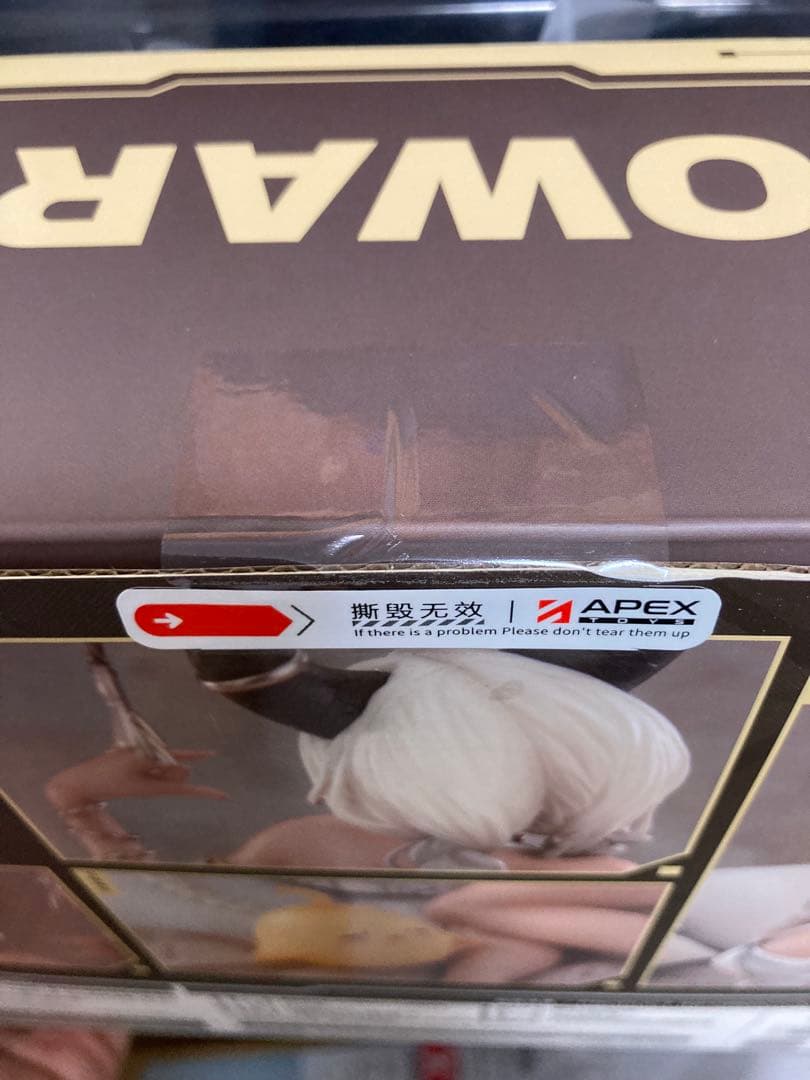 OWAR
撕毁无效 | APEX
TOYS
If there is a problem Please don't tear them up